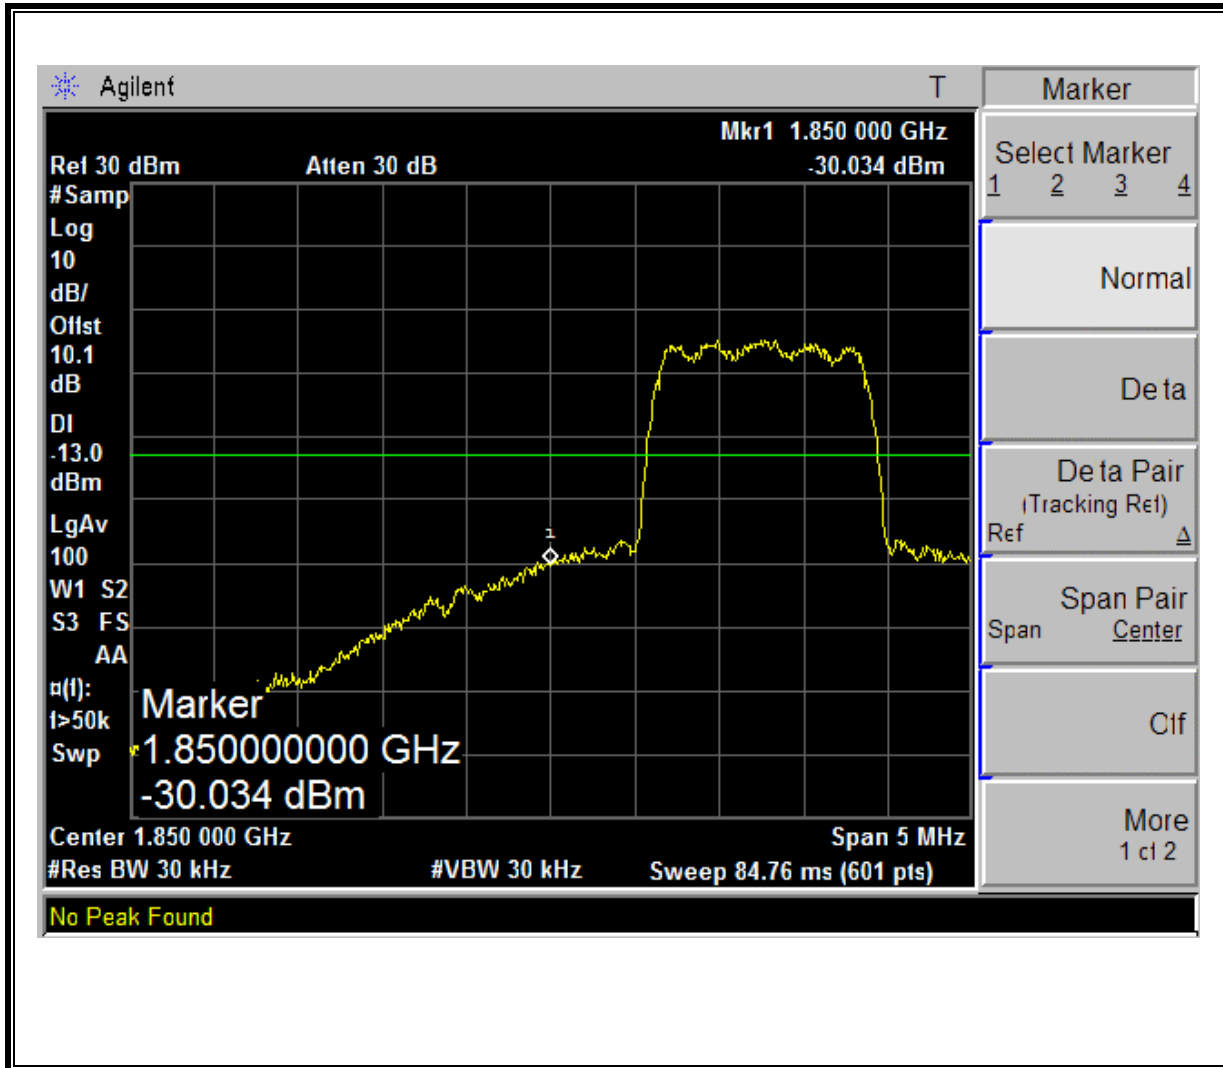 Agilent T
Marker
Mkr1 1.850 000 GHz
Ref 30 dBm Atten 30 dB -30.034 dBm
#Samp
Log
10
dB/
Offst
10.1
dB
DI
-13.0
dBm
LgAv
100
W1 S2
S3 FS
AA
¤(f):
f>50k
Swp
1
Marker
1.850000000 GHz
-30.034 dBm
Center 1.850 000 GHz Span 5 MHz
#Res BW 30 kHz #VBW 30 kHz Sweep 84.76 ms (601 pts)
Select Marker
1 2 3 4
Normal
Delta
Delta Pair
(Tracking Ref)
Ref Δ
Span Pair
Span Center
Off
More
1 of 2
No Peak Found